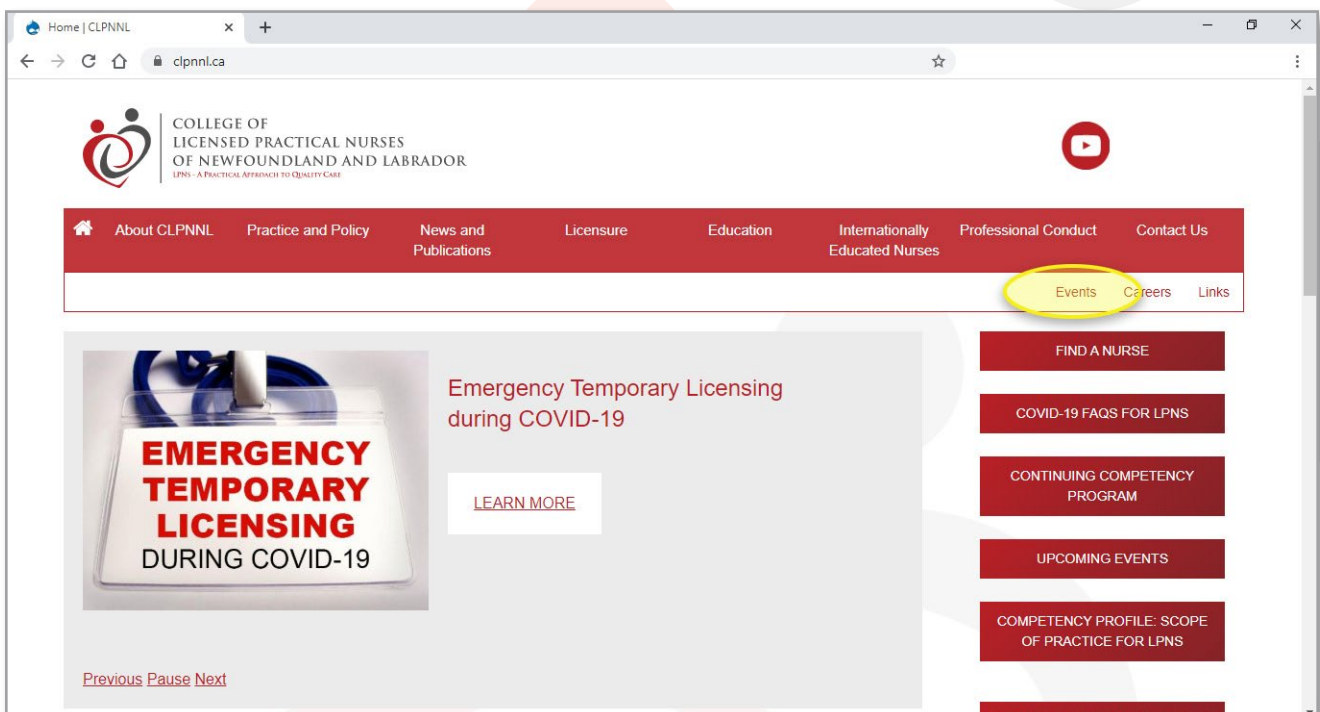 Home | CLPNNL
clpnnl.ca
COLLEGE OF
LICENSED PRACTICAL NURSES
OF NEWFOUNDLAND AND LABRADOR
LPNS - A PRACTICAL APPROACH TO QUALITY CARE
About CLPNNL Practice and Policy News and Publications Licensure Education Internationally Educated Nurses Professional Conduct Contact Us
Events Careers Links
EMERGENCY
TEMPORARY
LICENSING
DURING COVID-19
Emergency Temporary Licensing
during COVID-19
LEARN MORE
Previous Pause Next
FIND A NURSE
COVID-19 FAQS FOR LPNS
CONTINUING COMPETENCY
PROGRAM
UPCOMING EVENTS
COMPETENCY PROFILE: SCOPE
OF PRACTICE FOR LPNS